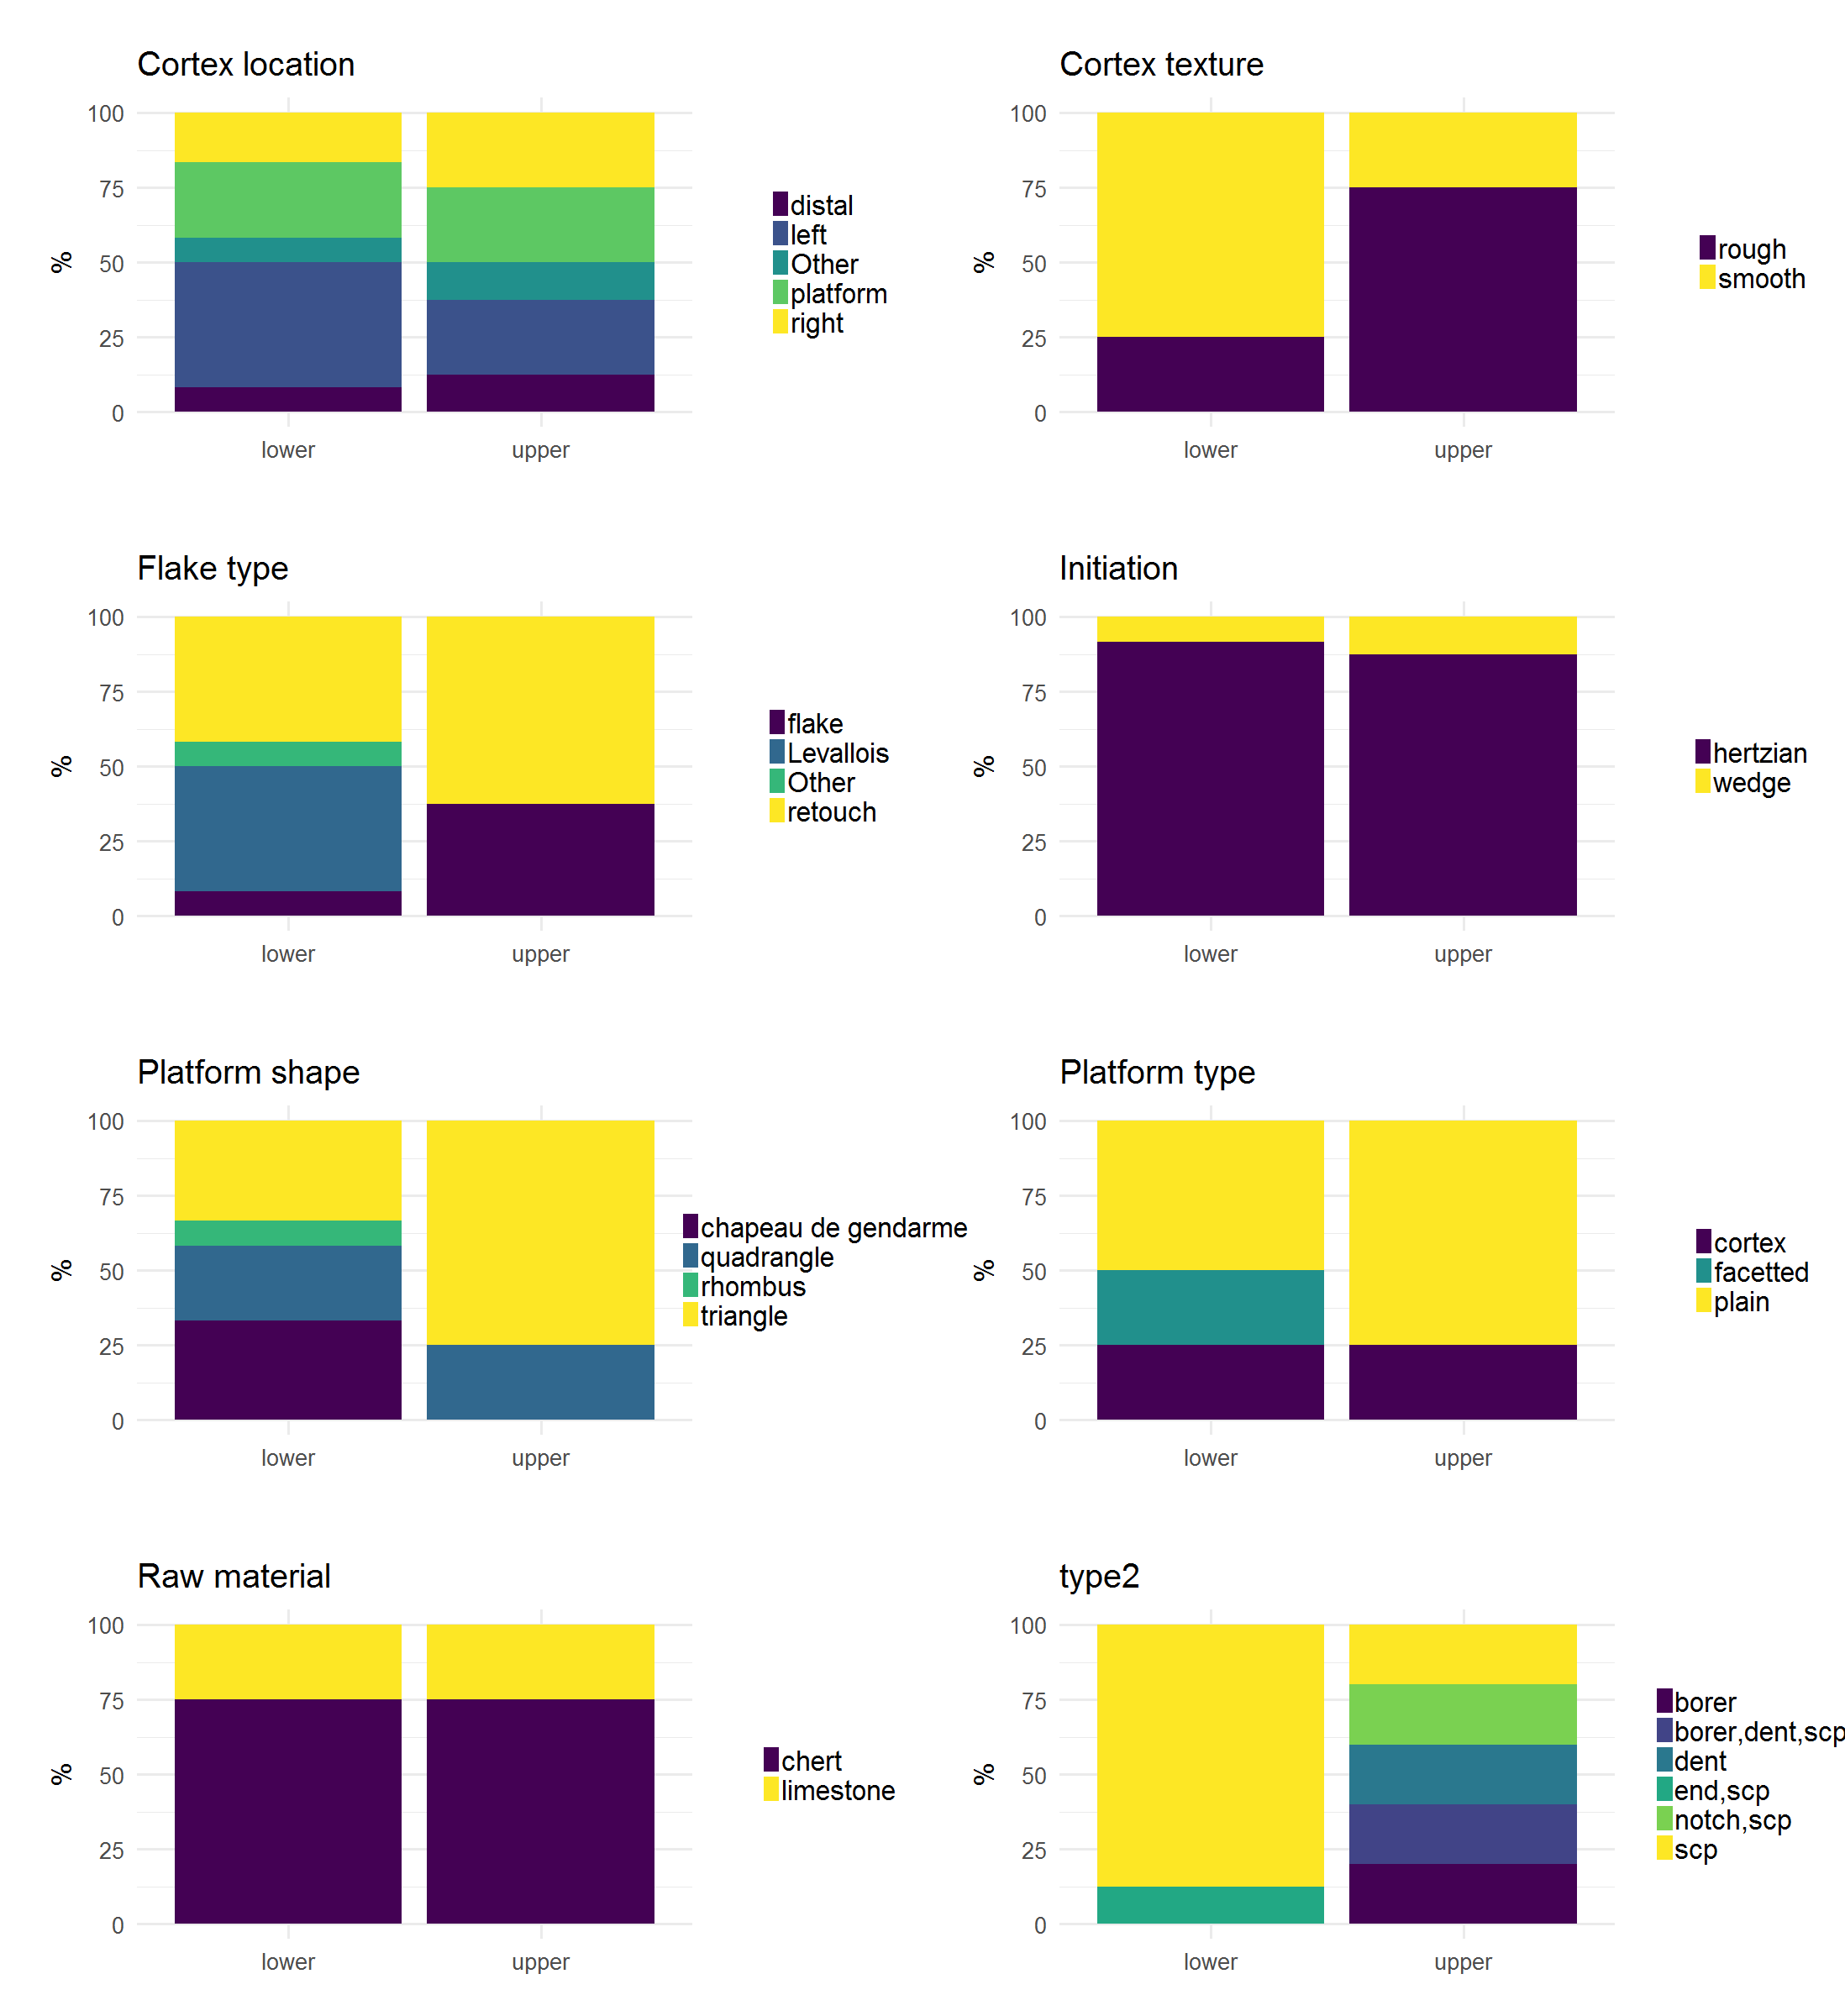 Cortex location
100
75
50
25
0
%
lower
upper
distal
left
Other
platform
right
Cortex texture
100
75
50
25
0
%
lower
upper
rough
smooth
Flake type
100
75
50
25
0
%
lower
upper
flake
Levallois
Other
retouch
Initiation
100
75
50
25
0
%
lower
upper
hertzian
wedge
Platform shape
100
75
50
25
0
%
lower
upper
chapeau de gendarme
quadrangle
rhombus
triangle
Platform type
100
75
50
25
0
%
lower
upper
cortex
facetted
plain
Raw material
100
75
50
25
0
%
lower
upper
chert
limestone
type2
100
75
50
25
0
%
lower
upper
borer
borer,dent,scp
dent
end,scp
notch,scp
scp